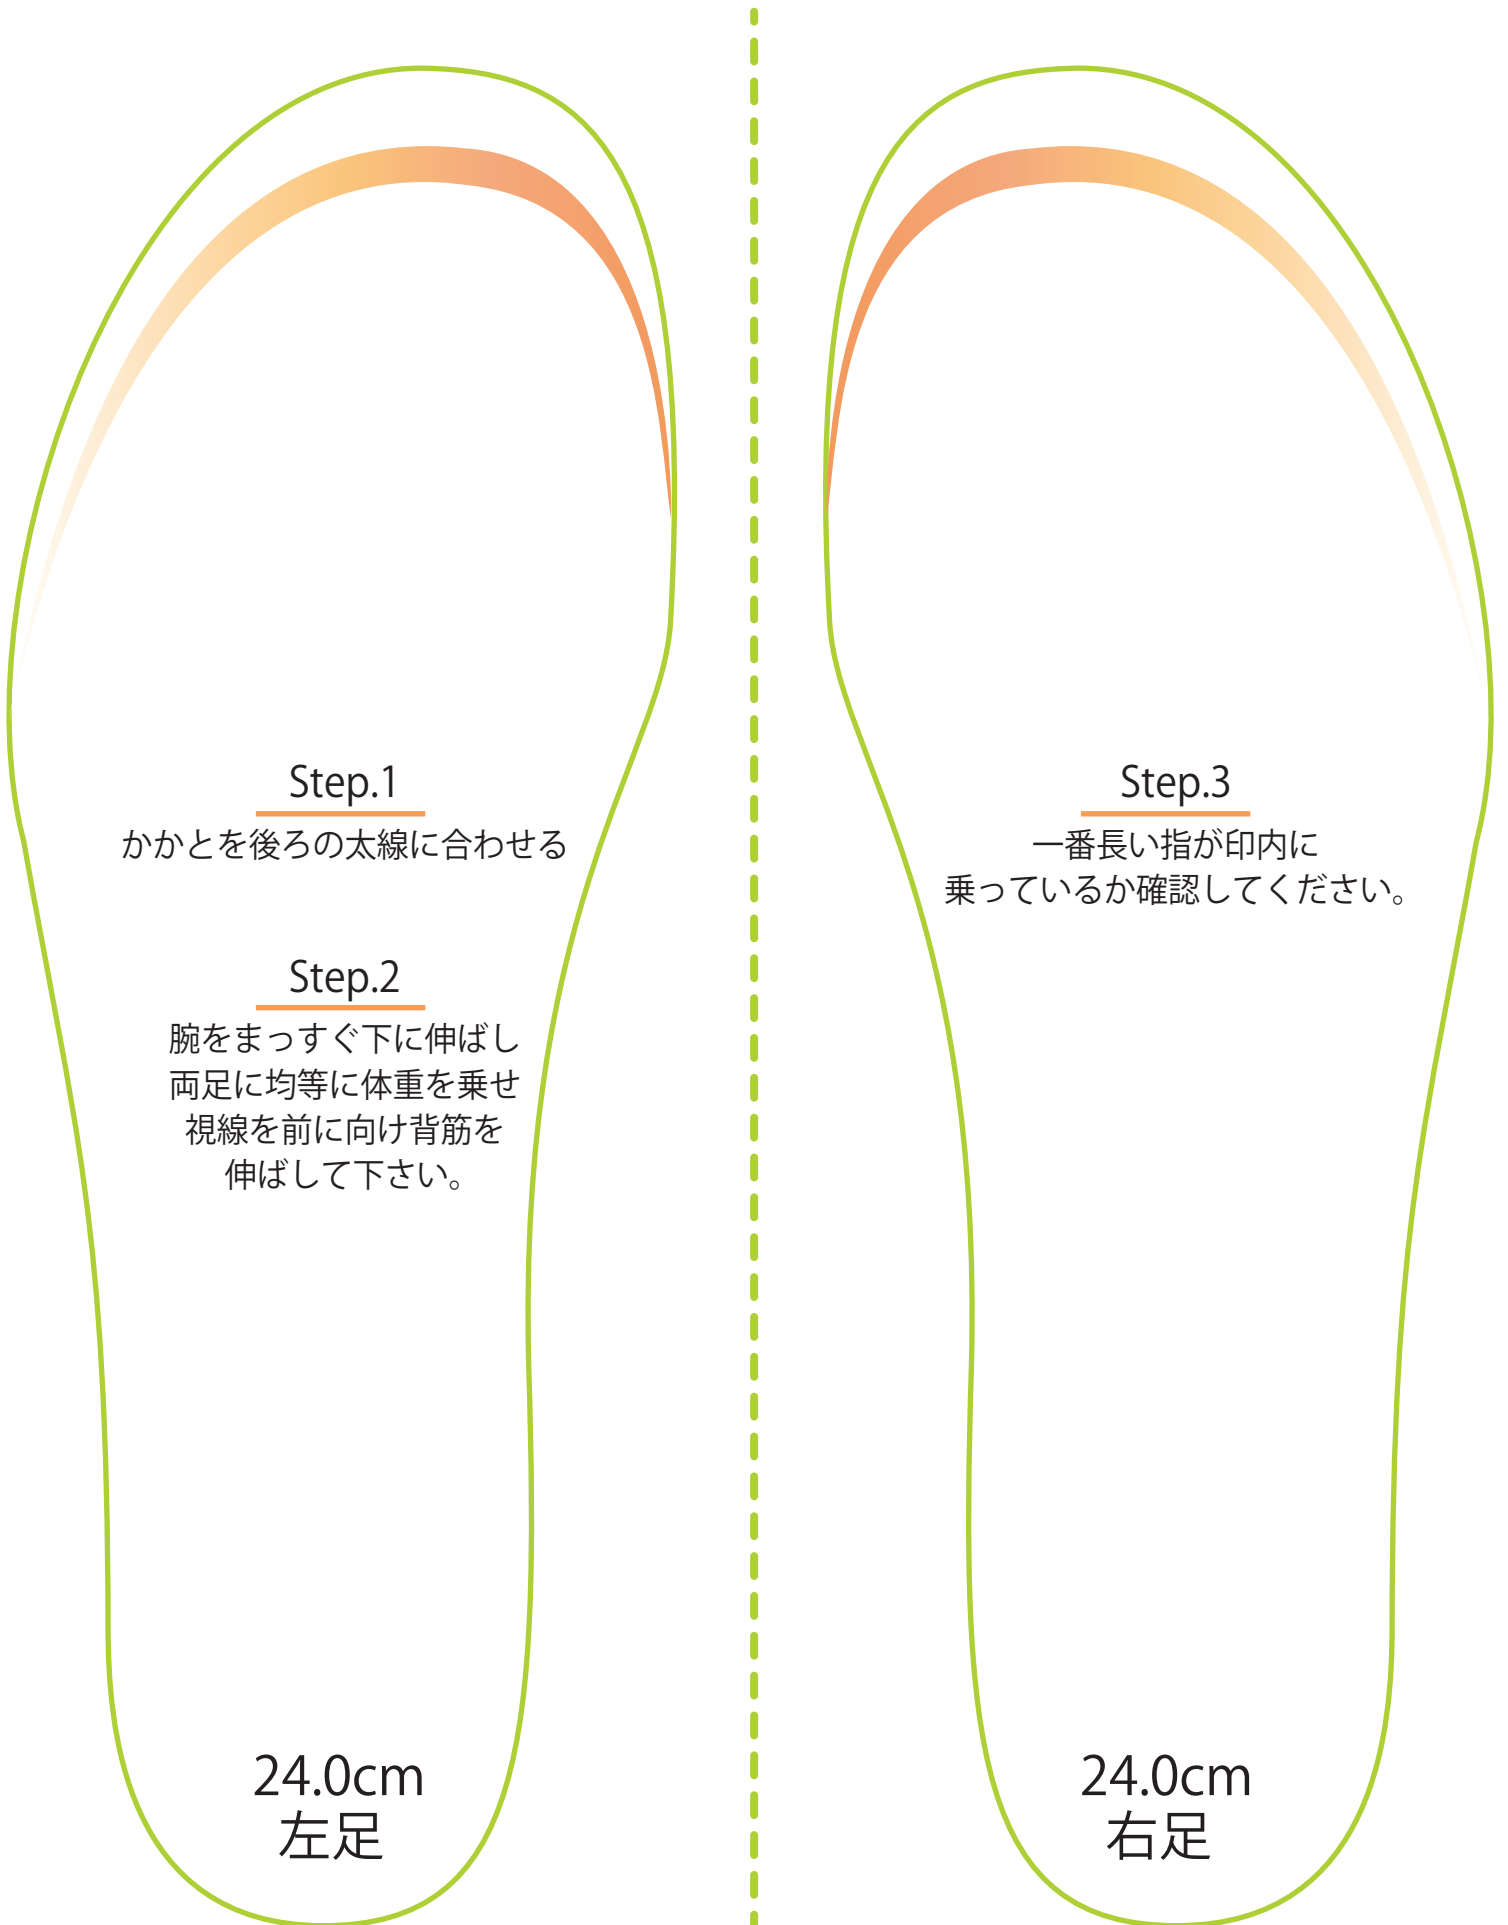 Step.1
かかとを後ろの太線に合わせる
Step.2
腕をまっすぐ下に伸ばし
両足に均等に体重を乗せ
視線を前に向け背筋を
伸ばして下さい。
24.0cm
左足
Step.3
一番長い指が印内に
乗っているか確認してください。
24.0cm
右足